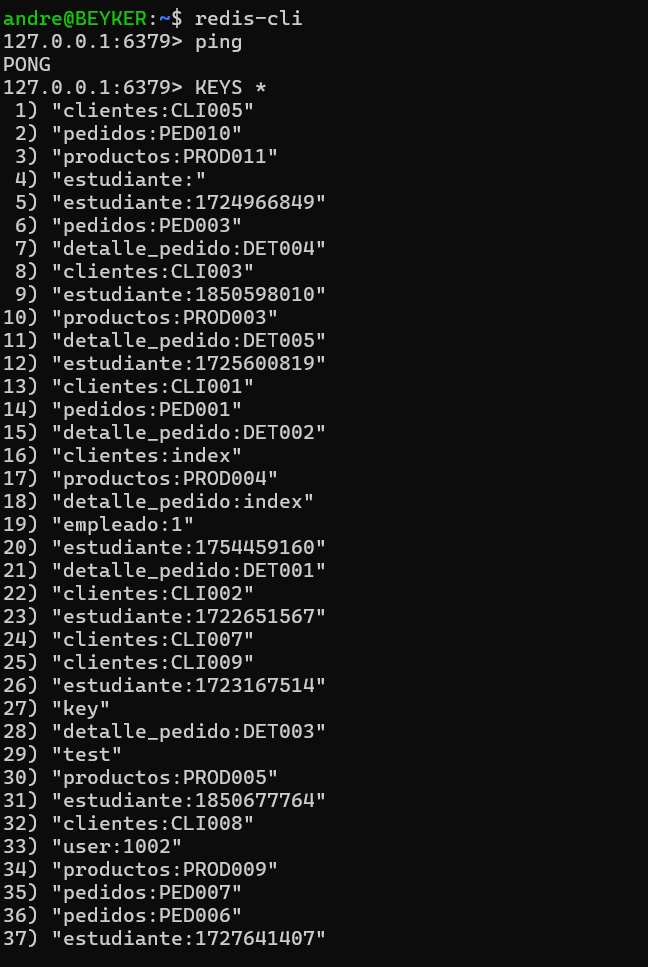 andre@BEYKER:~$ redis-cli
127.0.0.1:6379> ping
PONG
127.0.0.1:6379> KEYS *
 1) "clientes:CLI005"
 2) "pedidos:PED010"
 3) "productos:PROD011"
 4) "estudiante:"
 5) "estudiante:1724966849"
 6) "pedidos:PED003"
 7) "detalle_pedido:DET004"
 8) "clientes:CLI003"
 9) "estudiante:1850598010"
10) "productos:PROD003"
11) "detalle_pedido:DET005"
12) "estudiante:1725600819"
13) "clientes:CLI001"
14) "pedidos:PED001"
15) "detalle_pedido:DET002"
16) "clientes:index"
17) "productos:PROD004"
18) "detalle_pedido:index"
19) "empleado:1"
20) "estudiante:1754459160"
21) "detalle_pedido:DET001"
22) "clientes:CLI002"
23) "estudiante:1722651567"
24) "clientes:CLI007"
25) "clientes:CLI009"
26) "estudiante:1723167514"
27) "key"
28) "detalle_pedido:DET003"
29) "test"
30) "productos:PROD005"
31) "estudiante:1850677764"
32) "clientes:CLI008"
33) "user:1002"
34) "productos:PROD009"
35) "pedidos:PED007"
36) "pedidos:PED006"
37) "estudiante:1727641407"